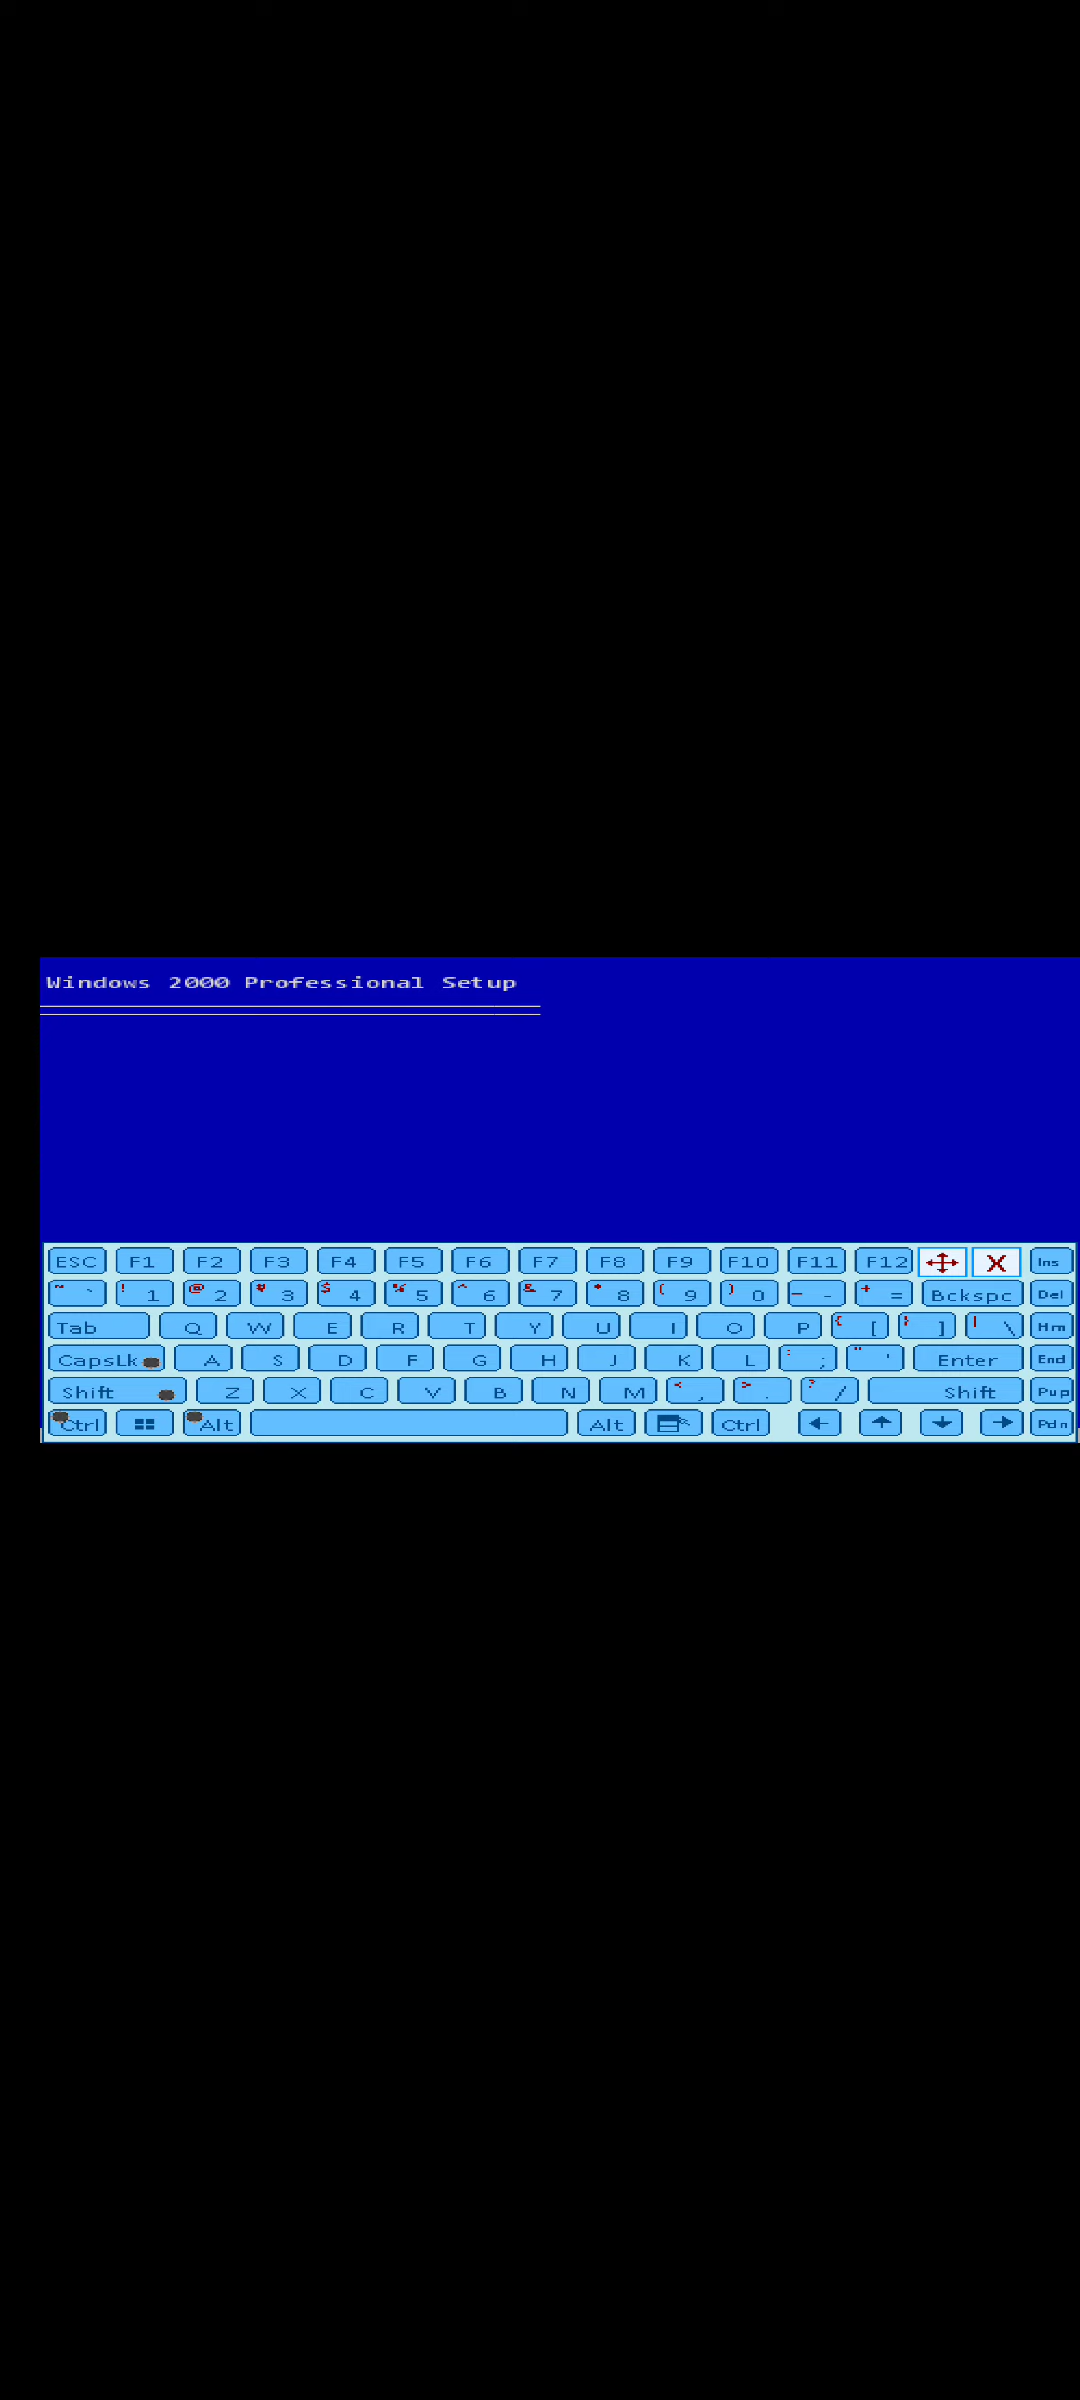 Windows 2000 Professional Setup
ESC F1 F2 F3 F4 F5 F6 F7 F8 F9 F10 F11 F12 X Ins
~ ` ! 1 @ 2 # 3 $ 4 % 5 ^ 6 & 7 * 8 ( 9 ) 0 _ - + = Bckspc Del
Tab Q W E R T Y U I O P { [ } ] | \ Hm
CapsLk A S D F G H J K L : ; " ' Enter End
Shift Z X C V B N M < , > . ? / Shift Pup
Ctrl Alt Alt Ctrl ← ↑ ↓ → Pdn